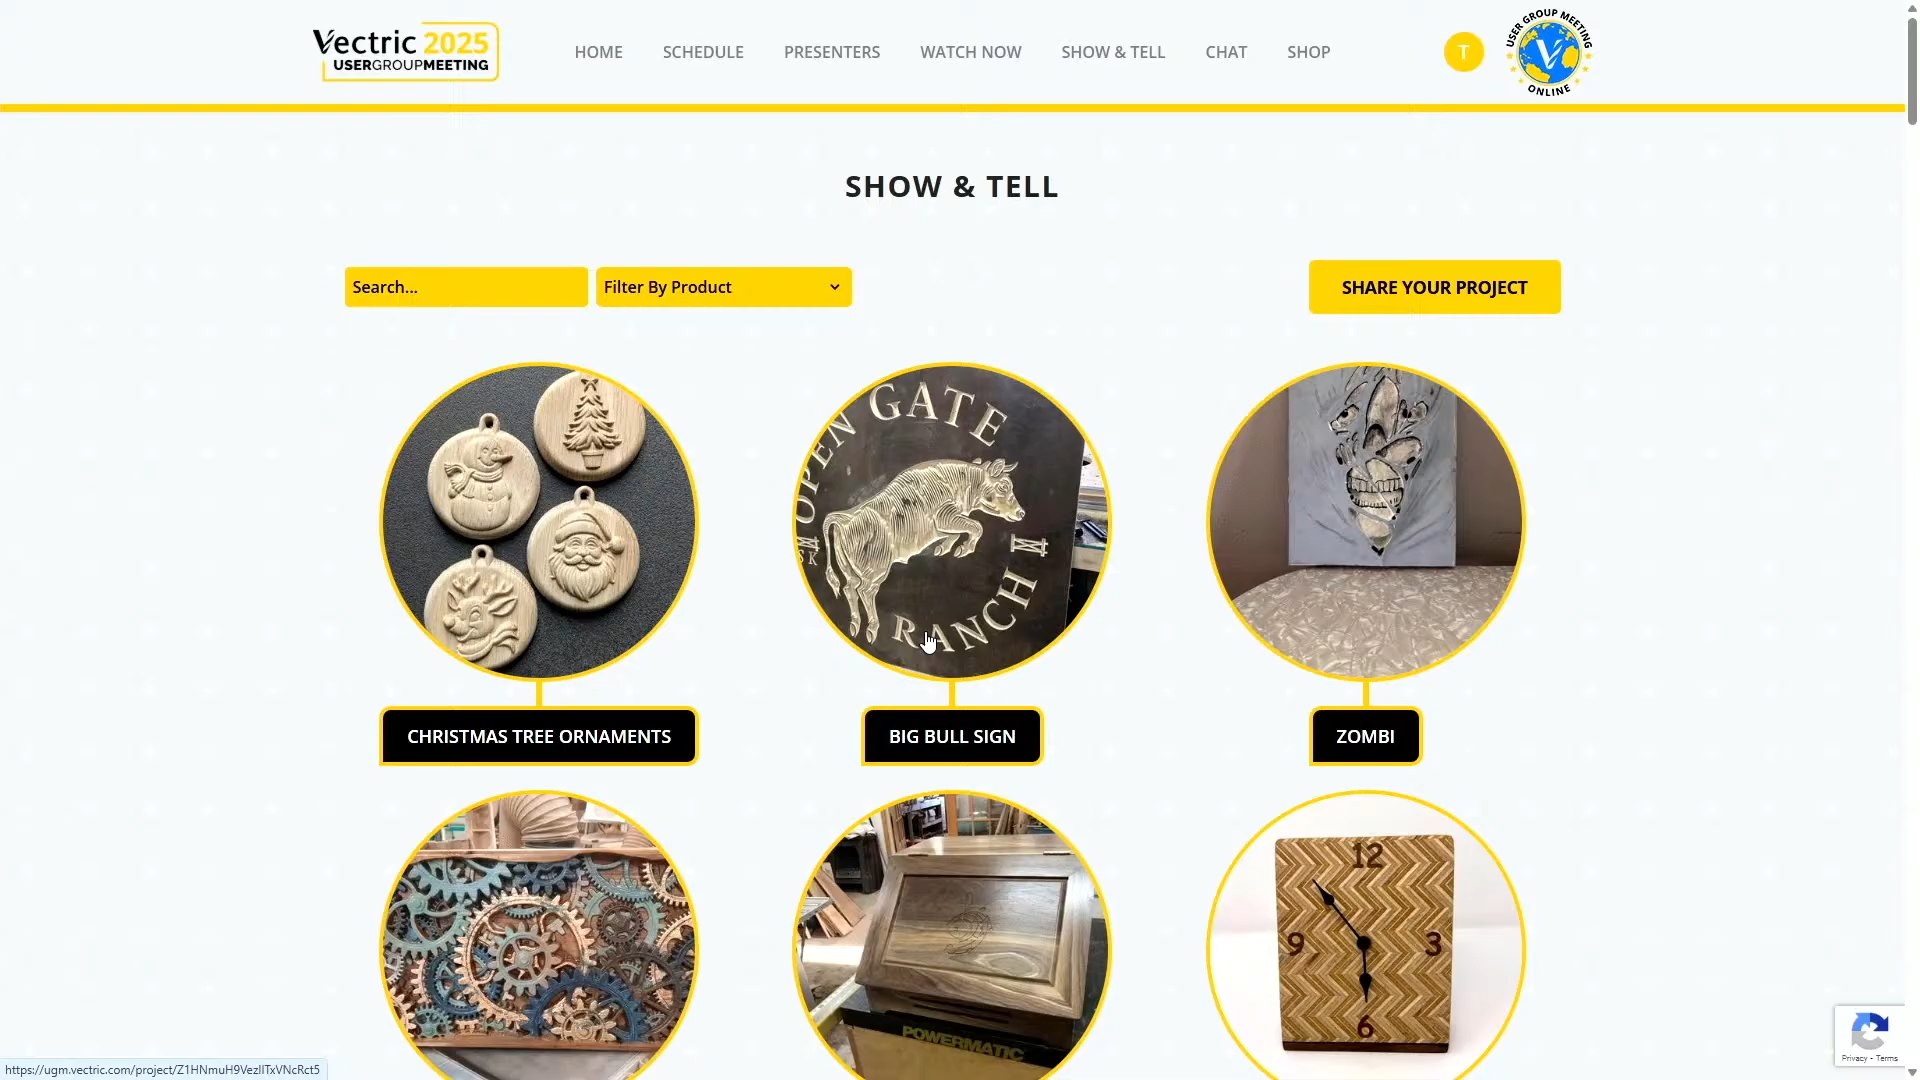 Vectric 2025
USERGROUPMEETING
HOME
SCHEDULE
PRESENTERS
WATCH NOW
SHOW & TELL
CHAT
SHOP
T
USER GROUP MEETING
V
ONLINE
SHOW & TELL
Search...
Filter By Product
SHARE YOUR PROJECT
OPEN GATE
SK
RANCH
CHRISTMAS TREE ORNAMENTS
BIG BULL SIGN
ZOMBI
12
9
3
6
POWERMATIC
Privacy - Terms
https://ugm.vectric.com/project/Z1HNmuH9VezlITxVNcRct5